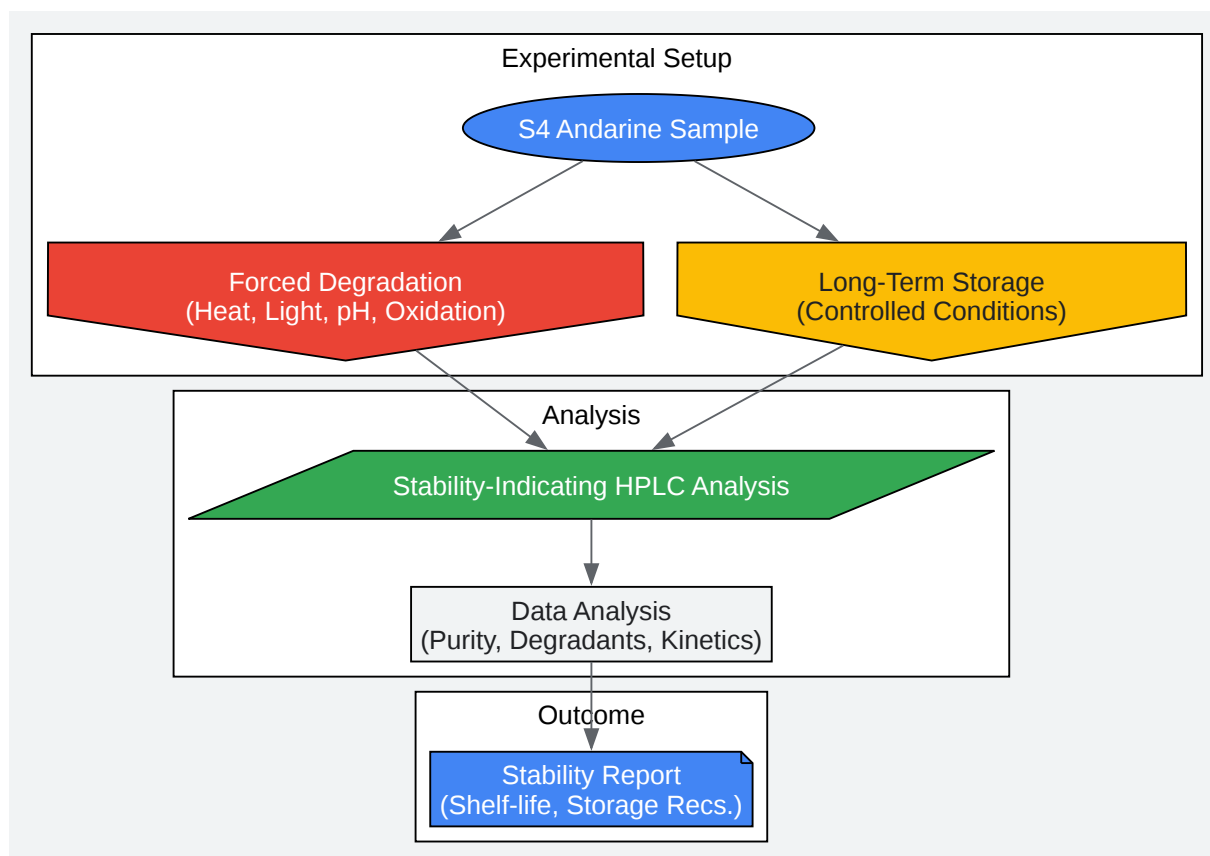 Experimental Setup
S4 Andarine Sample
Forced Degradation
(Heat, Light, pH, Oxidation)
Long-Term Storage
(Controlled Conditions)
Analysis
Stability-Indicating HPLC Analysis
Data Analysis
(Purity, Degradants, Kinetics)
Outcome
Stability Report
(Shelf-life, Storage Recs.)